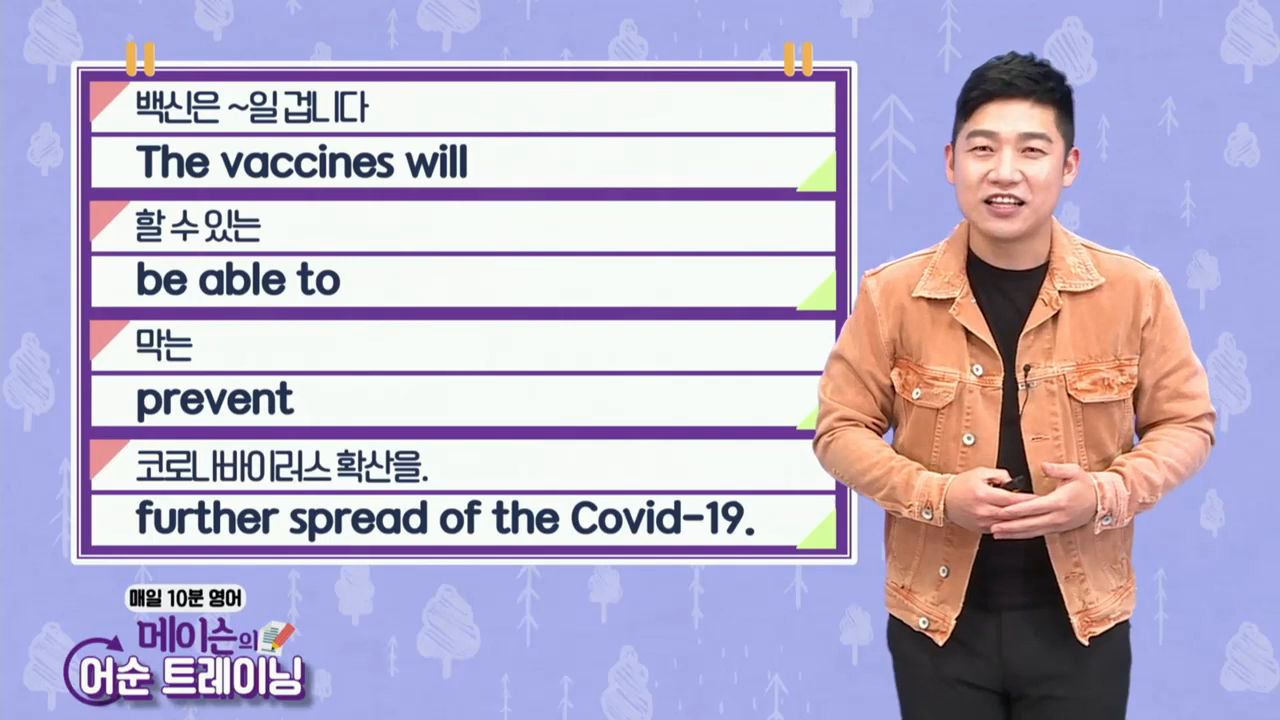 백신은 ~일 겁니다
The vaccines will
할 수 있는
be able to
막는
prevent
코로나바이러스 확산을.
further spread of the Covid-19.
매일 10분 영어
메이슨의
어순 트레이닝